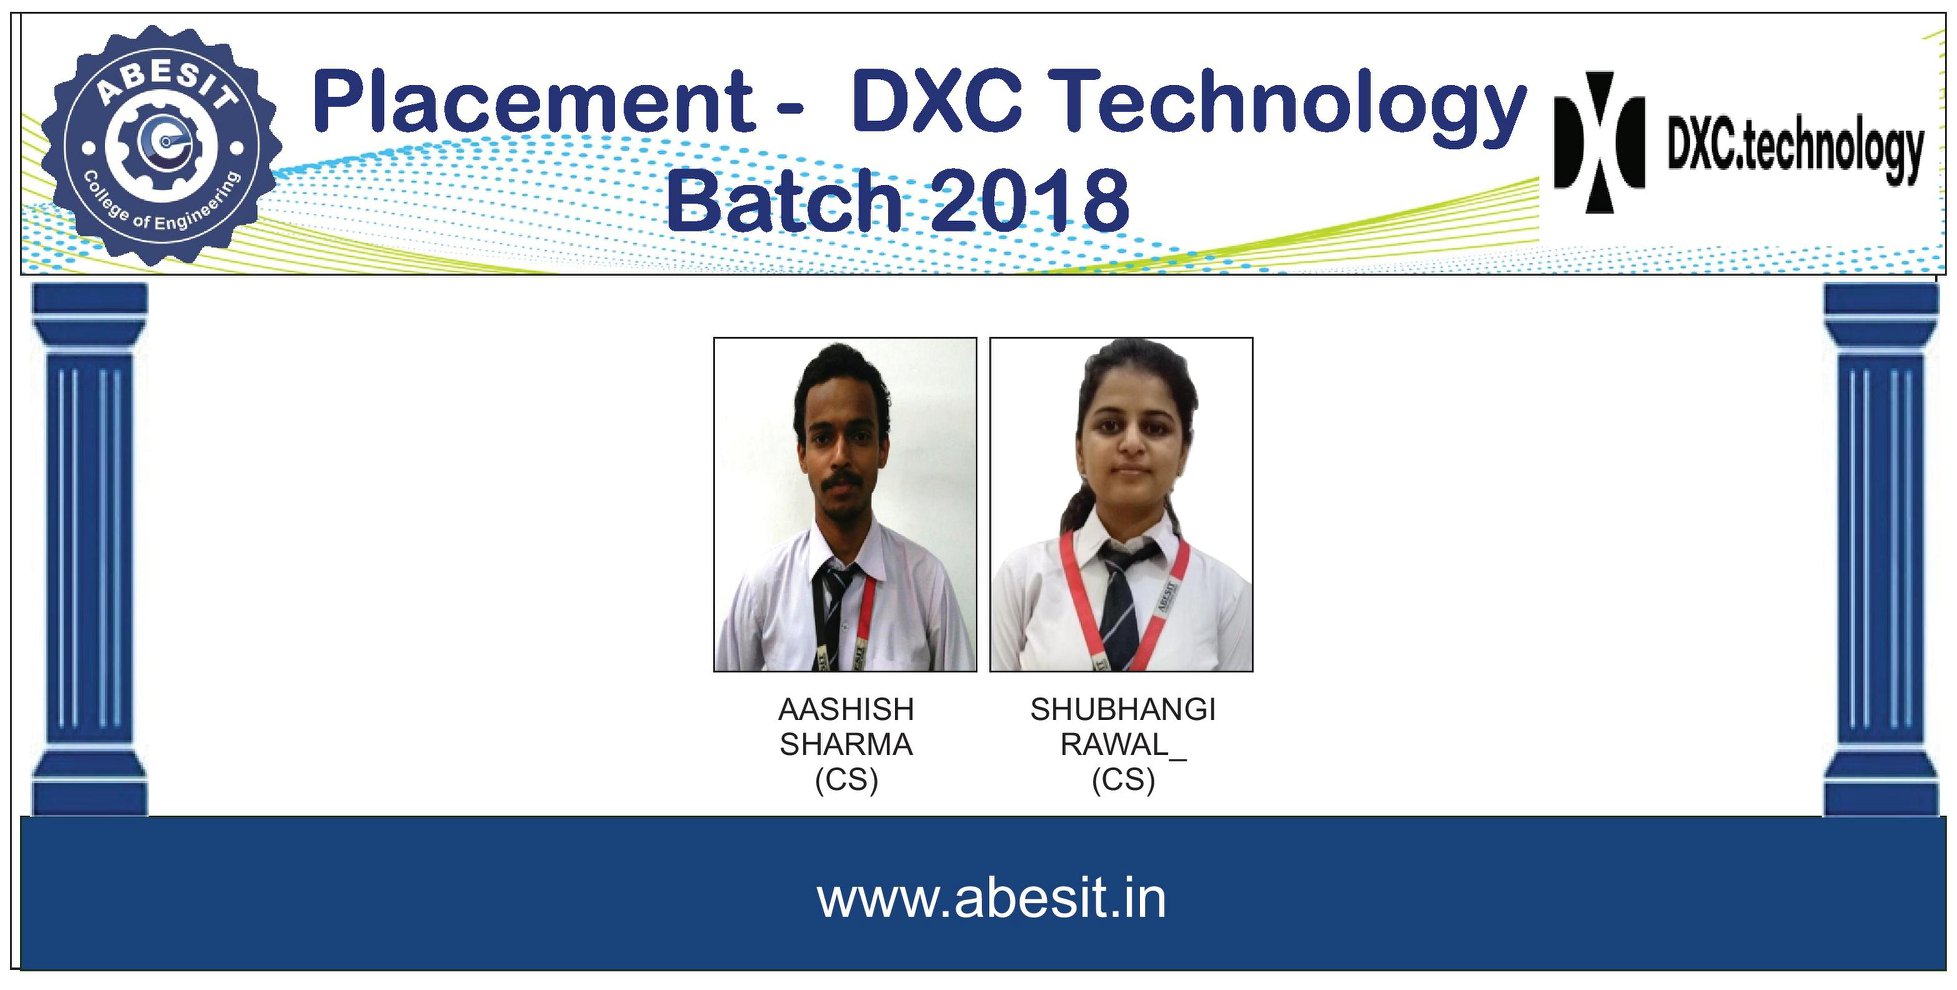 ABESIT
College of Engineering
Placement - DXC Technology
Batch 2018
DXC.technology
ABESIT
AASHISH
SHARMA
(CS)
SHUBHANGI
RAWAL_
(CS)
www.abesit.in